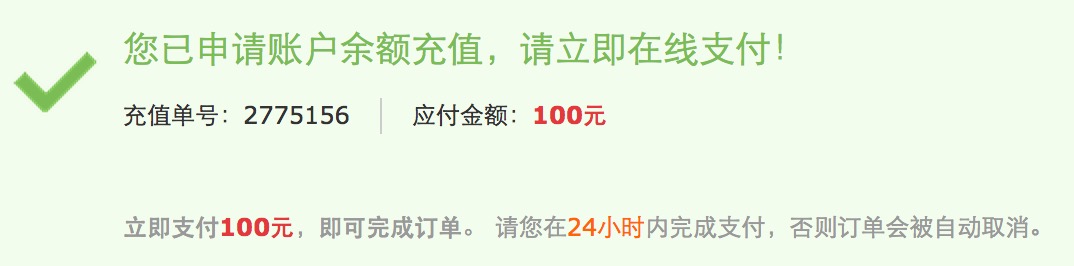 您已申请账户余额充值，请立即在线支付！
充值单号：2775156 应付金额：100元
立即支付100元，即可完成订单。 请您在24小时内完成支付，否则订单会被自动取消。